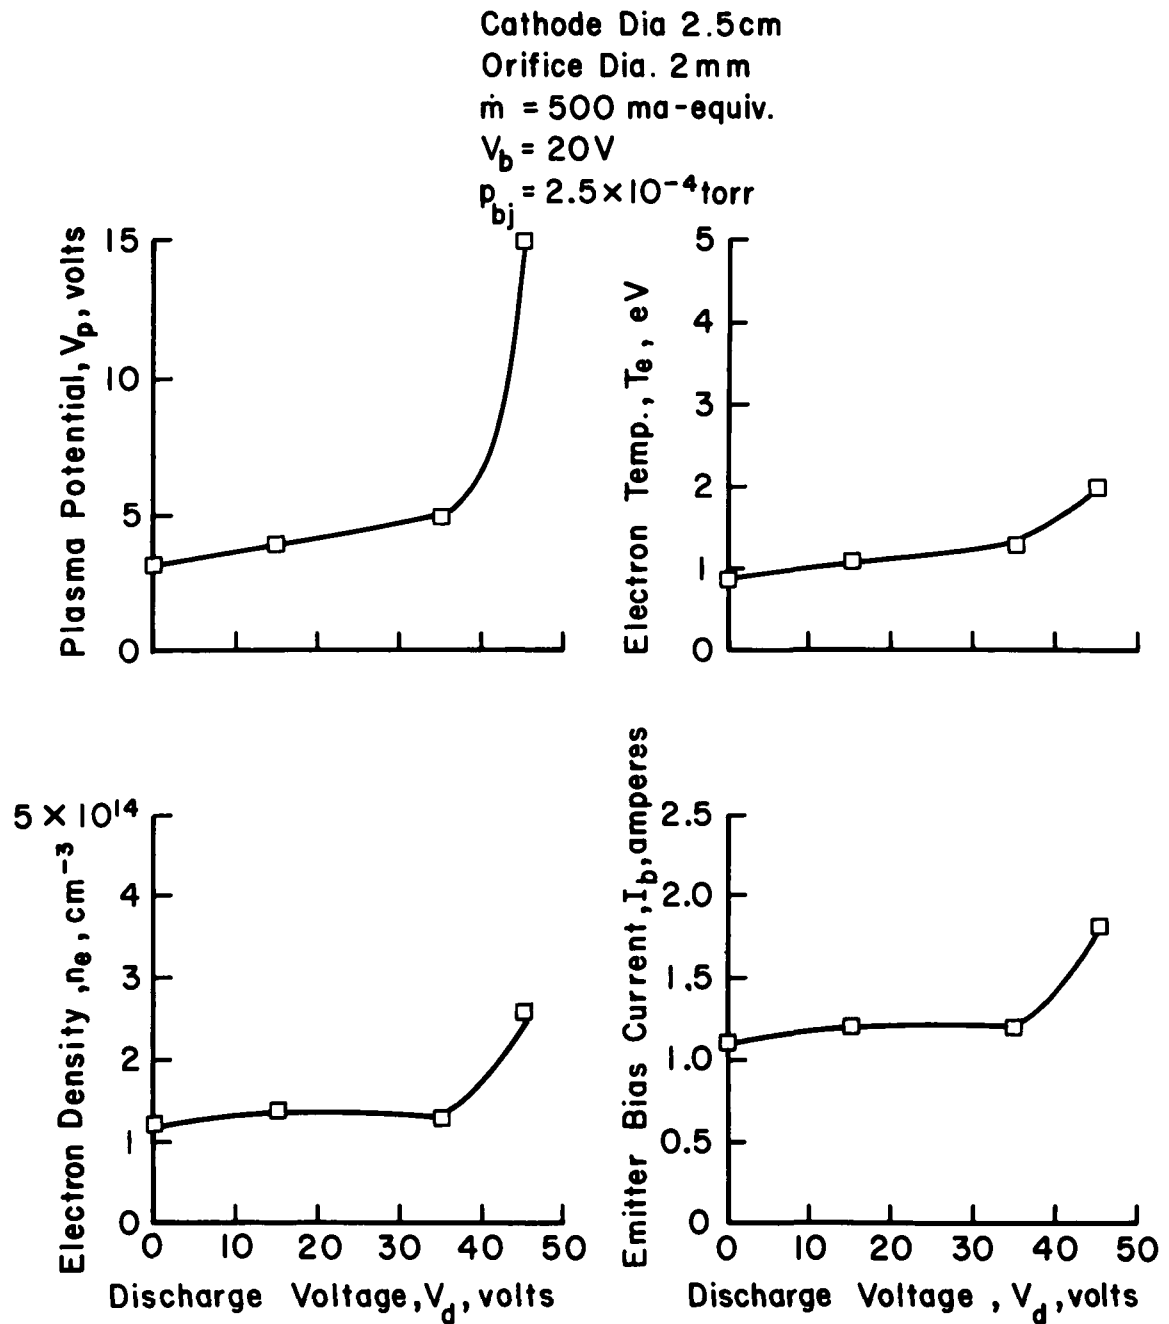 Cathode Dia 2.5cm
Orifice Dia. 2mm
ṁ = 500 ma-equiv.
V_b = 20V
p_bj = 2.5×10⁻⁴ torr
Plasma Potential, V_p, volts
15
10
5
0
Electron Temp., T_e, eV
5
4
3
2
1
0
Electron Density, n_e, cm⁻³
5 × 10¹⁴
4
3
2
1
0
0 10 20 30 40 50
Discharge Voltage, V_d, volts
Emitter Bias Current, I_b, amperes
2.5
2.0
1.5
1.0
0.5
0
0 10 20 30 40 50
Discharge Voltage, V_d, volts